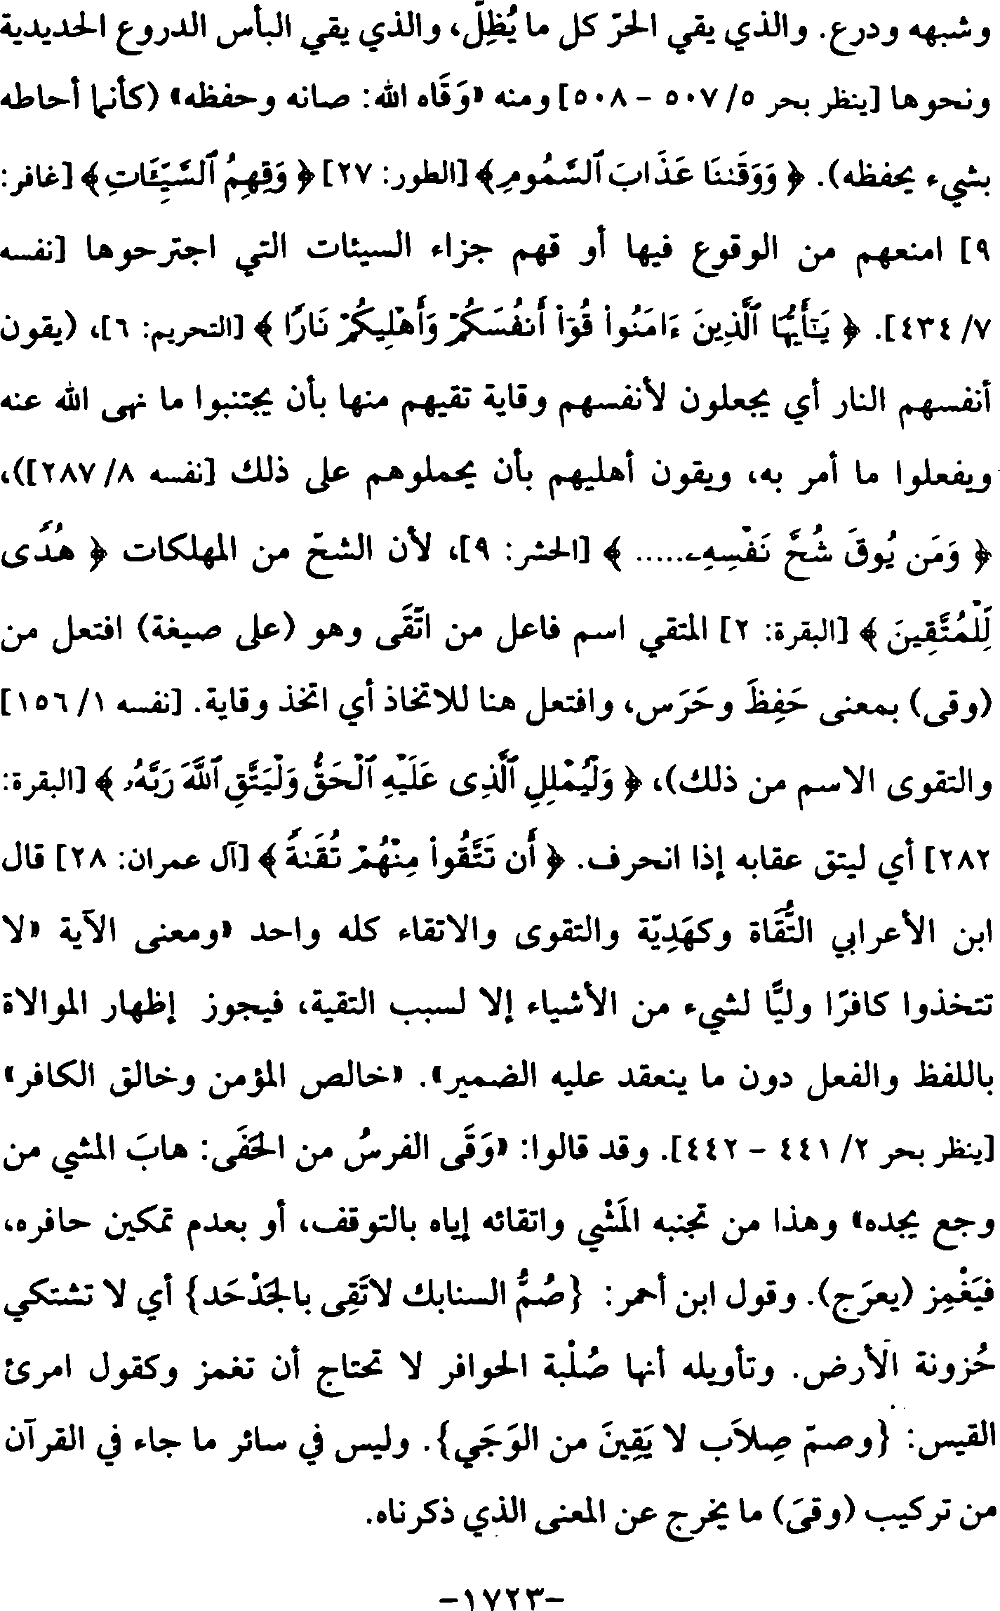 وشبهه ودرع. والذي يقي الحرّ كل ما يُظِلّ، والذي يقي البأس الدروع الحديدية
ونحوها [ينظر بحر ٥/ ٥٠٧ - ٥٠٨] ومنه «وَقَاه الله: صانه وحفظه» (كأنما أحاطه
بشيء يحفظه). ﴿ وَوَقَىٰنَا عَذَابَ ٱلسَّمُومِ ﴾ [الطور: ٢٧] ﴿ وَقِهِمُ ٱلسَّيِّـَٔاتِ ﴾ [غافر:
٩] امنعهم من الوقوع فيها أو قهم جزاء السيئات التي اجترحوها [نفسه
٧/ ٤٣٤]. ﴿ يَـٰٓأَيُّهَا ٱلَّذِينَ ءَامَنُوا۟ قُوٓا۟ أَنفُسَكُمْ وَأَهْلِيكُمْ نَارًا ﴾ [التحريم: ٦]، (يقون
أنفسهم النار أي يجعلون لأنفسهم وقاية تقيهم منها بأن يجتنبوا ما نهى الله عنه
ويفعلوا ما أمر به، ويقون أهليهم بأن يحملوهم على ذلك [نفسه ٨/ ٢٨٧])،
﴿ وَمَن يُوقَ شُحَّ نَفْسِهِۦ..... ﴾ [الحشر: ٩]، لأن الشحّ من المهلكات ﴿ هُدًى
لِّلْمُتَّقِينَ ﴾ [البقرة: ٢] المتقي اسم فاعل من اتَّقَى وهو (على صيغة) افتعل من
(وقى) بمعنى حَفِظَ وحَرَس، وافتعل هنا للاتخاذ أي اتخذ وقاية. [نفسه ١/ ١٥٦]
والتقوى الاسم من ذلك)، ﴿ وَلْيُمْلِلِ ٱلَّذِى عَلَيْهِ ٱلْحَقُّ وَلْيَتَّقِ ٱللَّهَ رَبَّهُۥ ﴾ [البقرة:
٢٨٢] أي ليتق عقابه إذا انحرف. ﴿ أَن تَتَّقُوا۟ مِنْهُمْ تُقَىٰةً ﴾ [آل عمران: ٢٨] قال
ابن الأعرابي التُّقَاة وكهَدِيّة والتقوى والاتقاء كله واحد «ومعنى الآية «لا
تتخذوا كافرًا وليًّا لشيء من الأشياء إلا لسبب التقية، فيجوز إظهار الموالاة
باللفظ والفعل دون ما ينعقد عليه الضمير». «خالص المؤمن وخالق الكافر»
[ينظر بحر ٢/ ٤٤١ - ٤٤٢]. وقد قالوا: «وَقَى الفرسُ من الحَفَى: هابَ المشي من
وجع يجده» وهذا من تجنبه المَشْي واتقائه إياه بالتوقف، أو بعدم تمكين حافره،
فيَغْمِز (يعرَج). وقول ابن أحمر: {صُمُّ السنابك لاتَقِى بالجَدْجَد} أي لا تشتكي
حُزونة الأرض. وتأويله أنها صُلْبة الحوافر لا تحتاج أن تغمز وكقول امرئ
القيس: {وصمّ صِلاَب لا يَقِينَ من الوَجَي}. وليس في سائر ما جاء في القرآن
من تركيب (وقىَ) ما يخرج عن المعنى الذي ذكرناه.
-١٧٢٣-